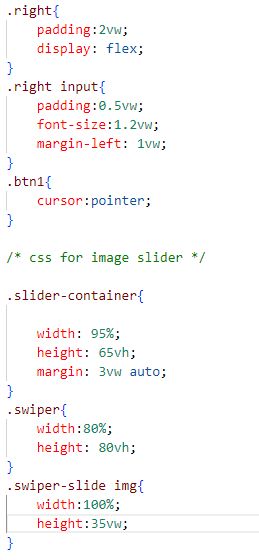 .right{
    padding:2vw;
    display: flex;
}
.right input{
    padding:0.5vw;
    font-size:1.2vw;
    margin-left: 1vw;
}
.btn1{
    cursor:pointer;
}

/* css for image slider */

.slider-container{

    width: 95%;
    height: 65vh;
    margin: 3vw auto;
}
.swiper{
    width:80%;
    height: 80vh;
}
.swiper-slide img{
    width:100%;
    height:35vw;
}